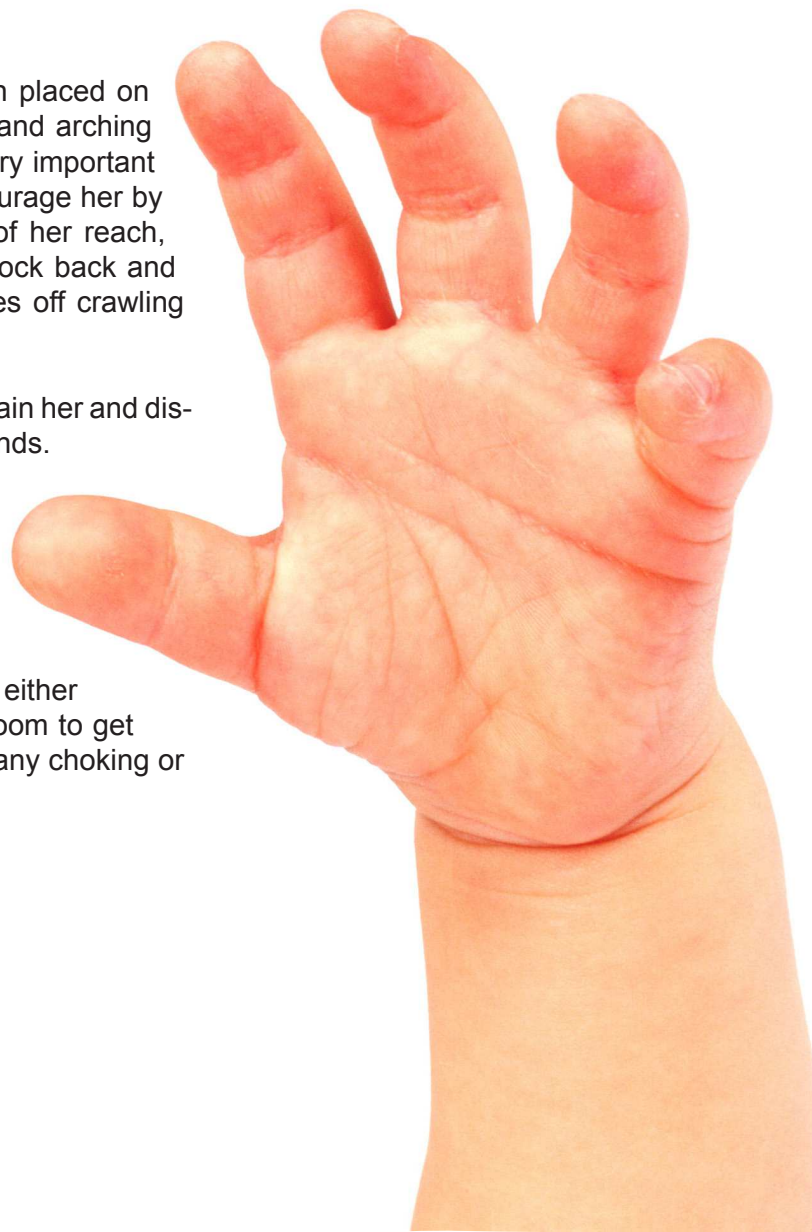 n placed on
and arching
ry important
ourage her by
of her reach,
ock back and
es off crawling
ain her and dis-
nds.
either
oom to get
any choking or